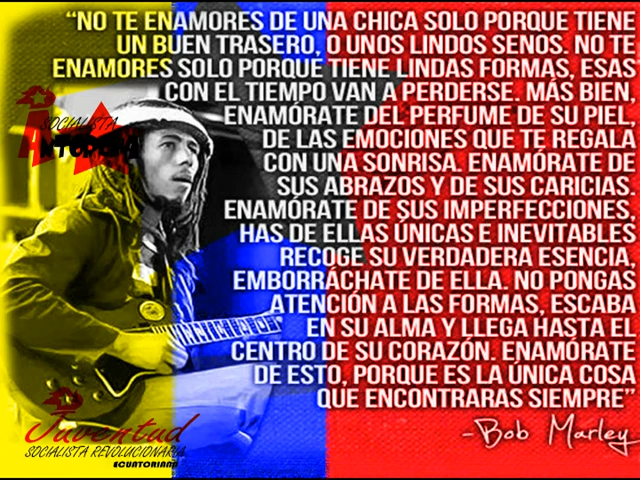 “NO TE ENAMORES DE UNA CHICA SOLO PORQUE TIENE
UN BUEN TRASERO, O UNOS LINDOS SENOS. NO TE
ENAMORES SOLO PORQUE TIENE LINDAS FORMAS, ESAS
CON EL TIEMPO VAN A PERDERSE. MÁS BIEN,
ENAMÓRATE DEL PERFUME DE SU PIEL,
DE LAS EMOCIONES QUE TE REGALA
CON UNA SONRISA. ENAMÓRATE DE
SUS ABRAZOS Y DE SUS CARICIAS.
ENAMÓRATE DE SUS IMPERFECCIONES,
HAS DE ELLAS ÚNICAS E INEVITABLES
RECOGE SU VERDADERA ESENCIA,
EMBORRÁCHATE DE ELLA. NO PONGAS
ATENCIÓN A LAS FORMAS, ESCABA
EN SU ALMA Y LLEGA HASTA EL
CENTRO DE SU CORAZÓN. ENAMÓRATE
DE ESTO, PORQUE ES LA ÚNICA COSA
QUE ENCONTRARAS SIEMPRE”
-Bob Marley
SOCIALISTA
Juventud
SOCIALISTA REVOLUCIONARIA
ECUATORIANA